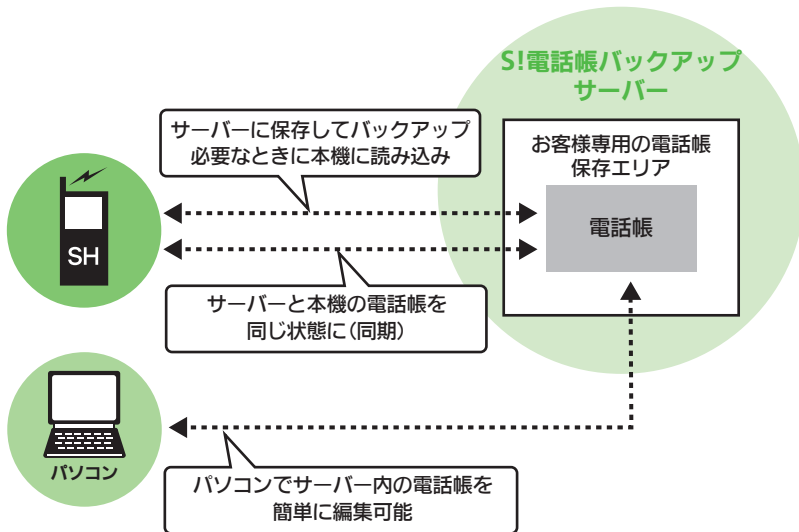 S!電話帳バックアップ
サーバー
サーバーに保存してバックアップ
必要なときに本機に読み込み
お客様専用の電話帳
保存エリア
電話帳
SH
サーバーと本機の電話帳を
同じ状態に(同期)
パソコン
パソコンでサーバー内の電話帳を
簡単に編集可能